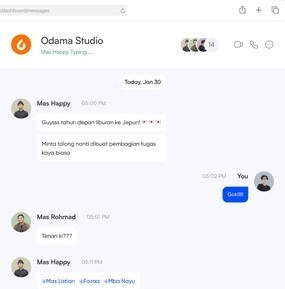 /dashboard/messages
Odama Studio
Mas Happy Typing.....
14
Today, Jan 30
Mas Happy
05:00 PM
Guysss tahun depan liburan ke Jepun!
Minta tolong nanti dibuat pembagian tugas
kaya biasa
05:02 PM
You
Gokilll!
Mas Rohmad
05:01 PM
Tenan ki???
Mas Happy
05:11 PM
@Mas Listian @Fazaa @Mba Nayu